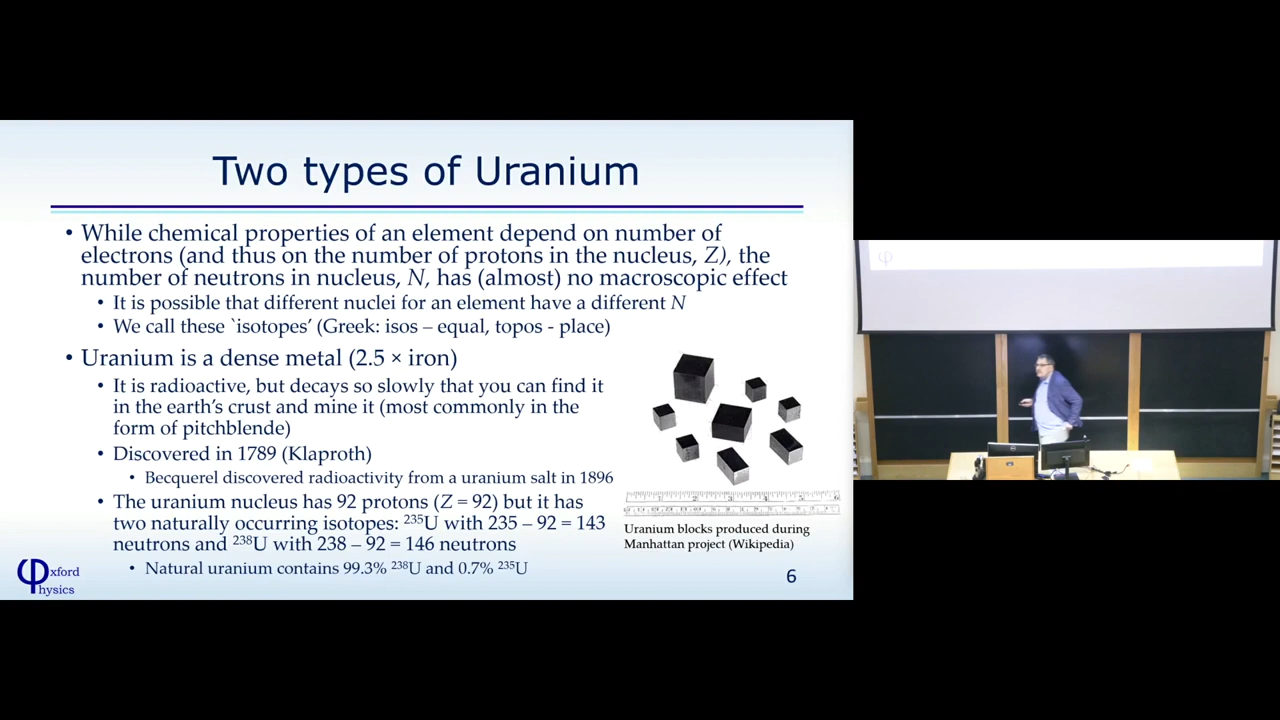 Two types of Uranium
• While chemical properties of an element depend on number of
electrons (and thus on the number of protons in the nucleus, Z), the
number of neutrons in nucleus, N, has (almost) no macroscopic effect
• It is possible that different nuclei for an element have a different N
• We call these `isotopes’ (Greek: isos – equal, topos - place)
• Uranium is a dense metal (2.5 × iron)
• It is radioactive, but decays so slowly that you can find it
in the earth’s crust and mine it (most commonly in the
form of pitchblende)
• Discovered in 1789 (Klaproth)
• Becquerel discovered radioactivity from a uranium salt in 1896
• The uranium nucleus has 92 protons (Z = 92) but it has
two naturally occurring isotopes: ²³⁵U with 235 – 92 = 143
neutrons and ²³⁸U with 238 – 92 = 146 neutrons
• Natural uranium contains 99.3% ²³⁸U and 0.7% ²³⁵U
Uranium blocks produced during
Manhattan project (Wikipedia)
φxford
hysics
6
φ